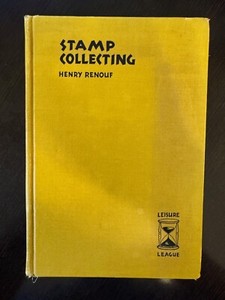 STAMP
COLLECTING
HENRY RENOUF
LEISURE
LEAGUE